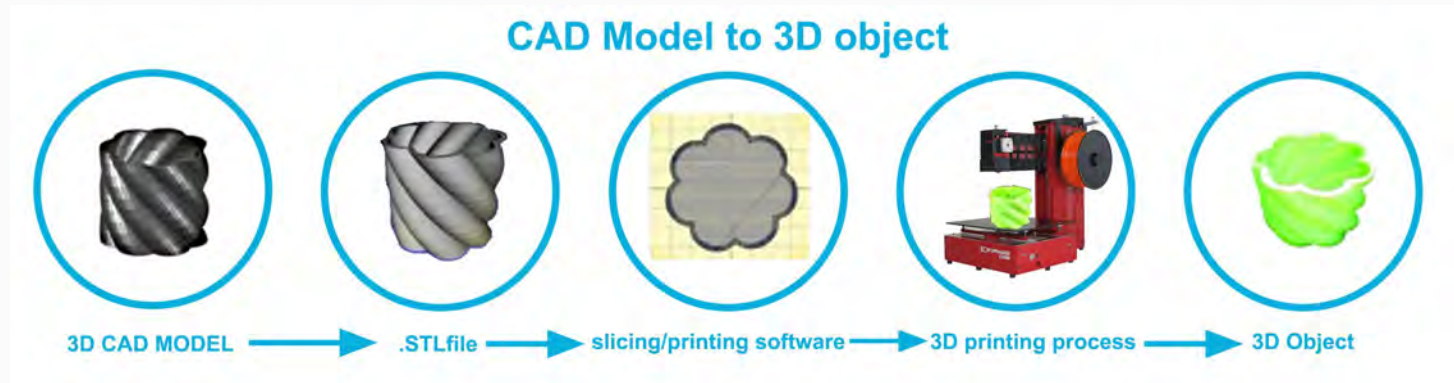 CAD Model to 3D object
3D CAD MODEL
.STLfile
slicing/printing software
3D printing process
3D Object